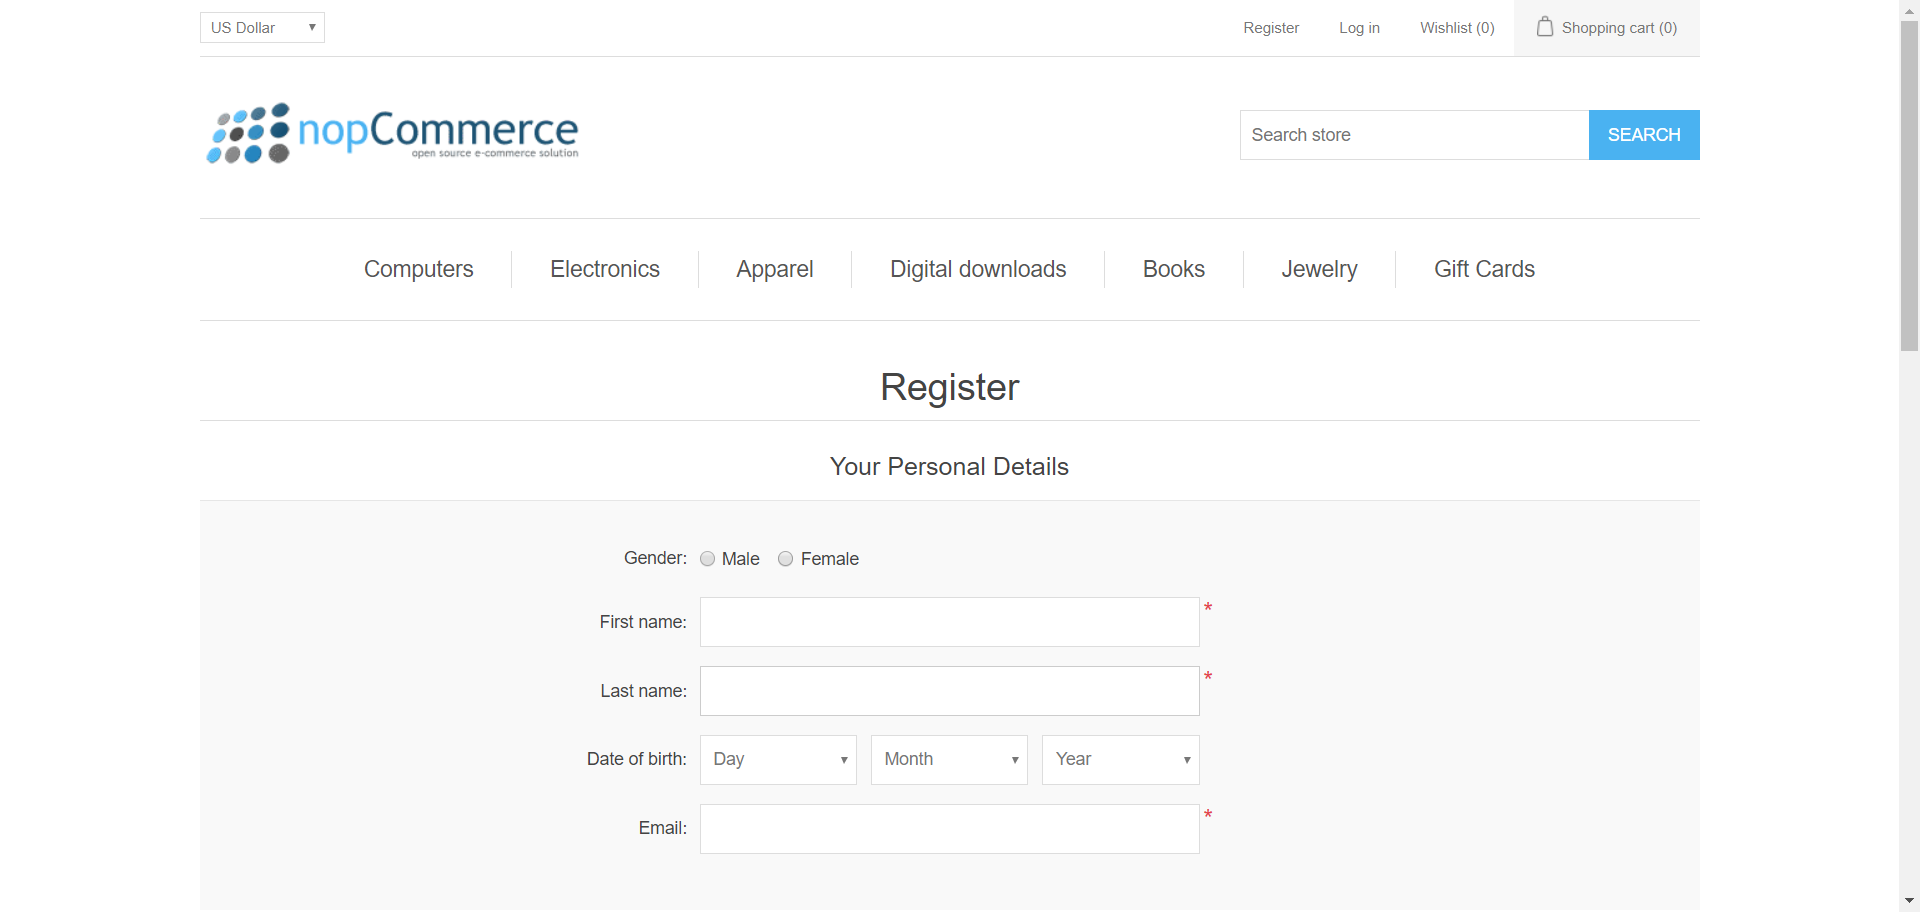 US Dollar Register Log in Wishlist (0) Shopping cart (0)
nopCommerce
open source e-commerce solution
Search store SEARCH
Computers Electronics Apparel Digital downloads Books Jewelry Gift Cards
Register
Your Personal Details
Gender: Male Female
First name: *
Last name: *
Date of birth: Day Month Year
Email: *